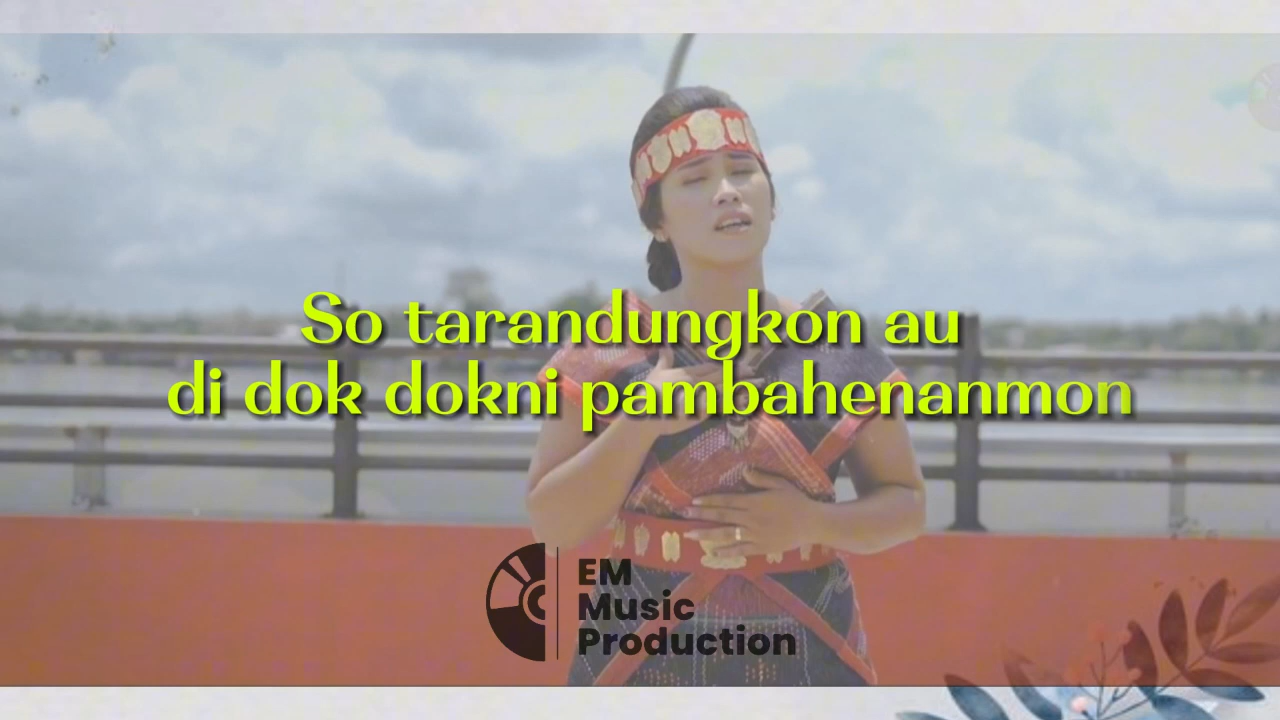 So tarandungkon au
di dok dokni pambahenanmon
EM
Music
Production